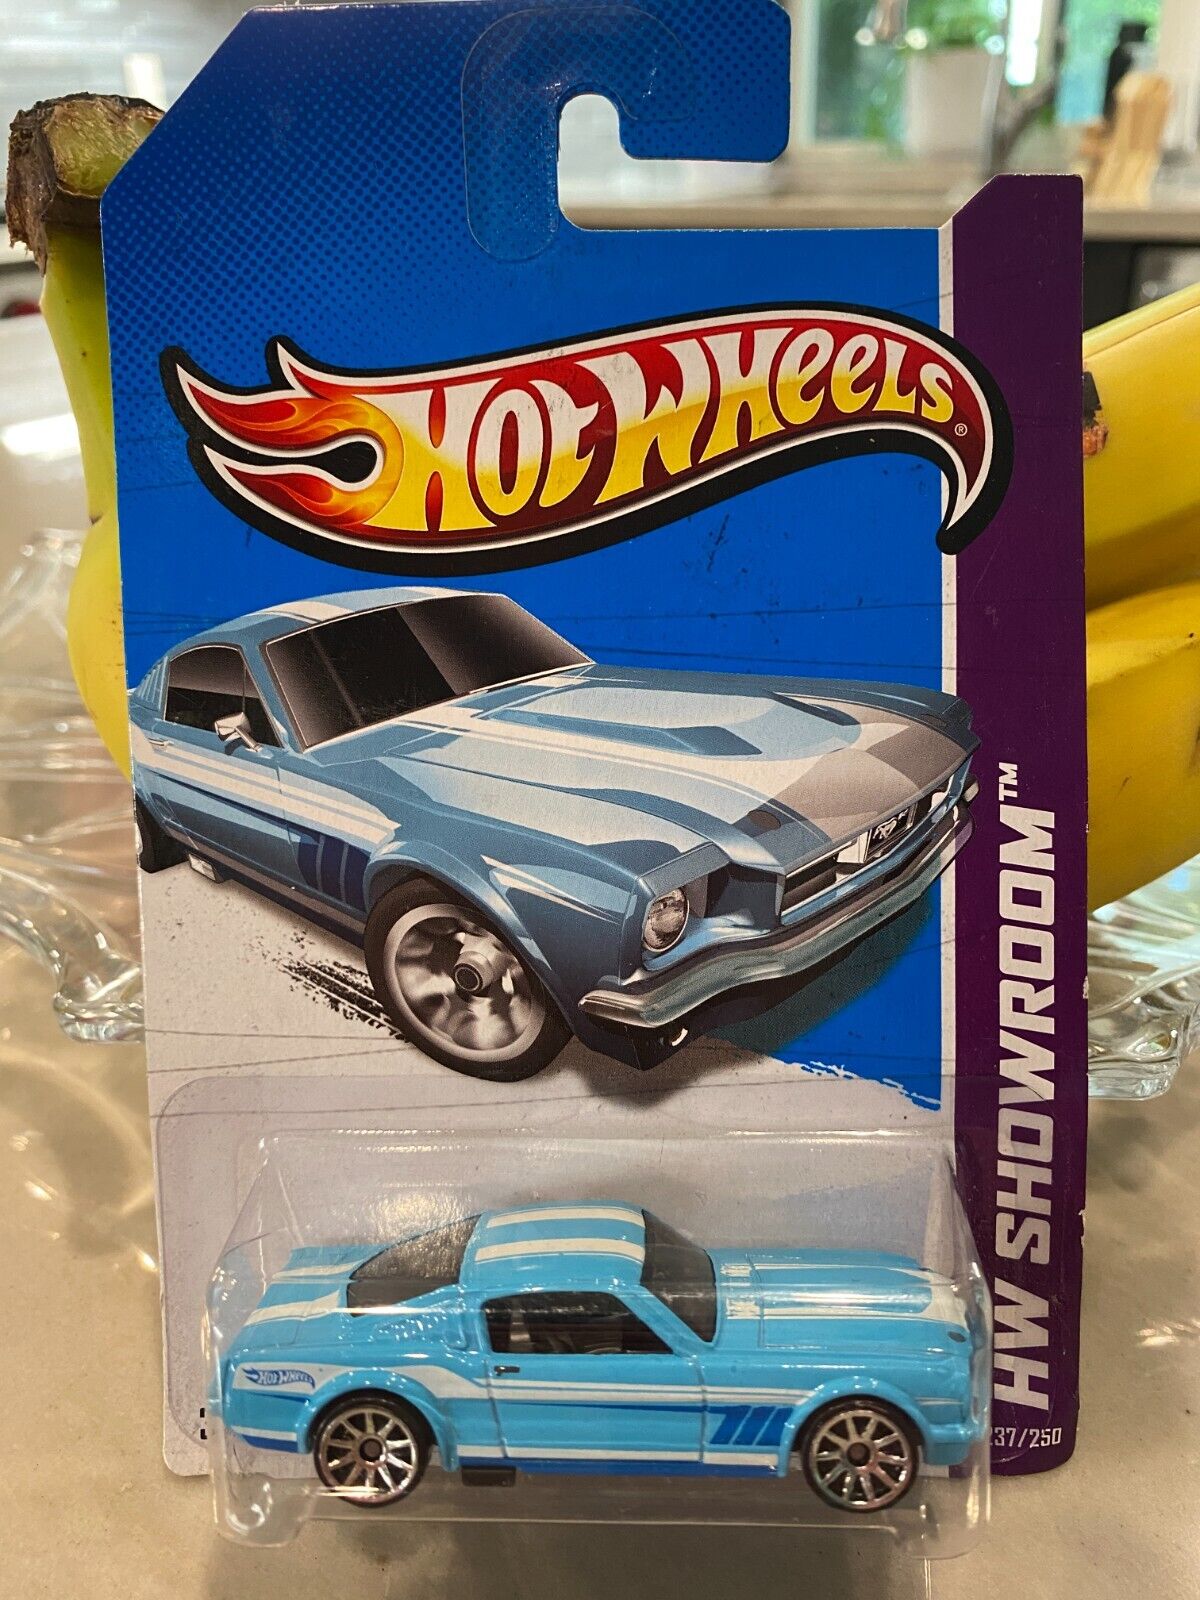 HOT WHEELS®
HW SHOWROOM™
237/250
HOT WHEELS